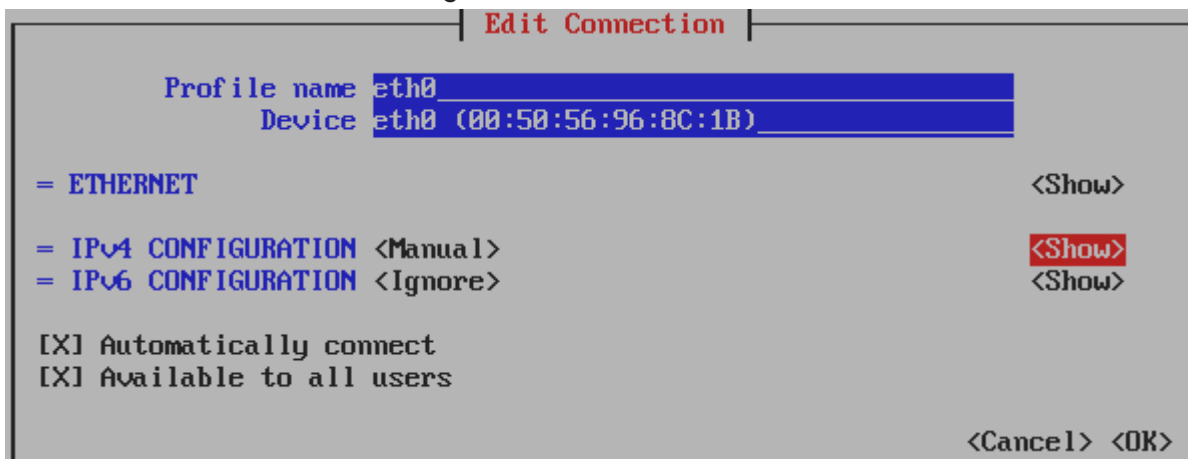 Edit Connection
Profile name eth0
Device eth0 (00:50:56:96:8C:1B)
= ETHERNET <Show>
= IPv4 CONFIGURATION <Manual> <Show>
= IPv6 CONFIGURATION <Ignore> <Show>
[X] Automatically connect
[X] Available to all users
<Cancel> <OK>